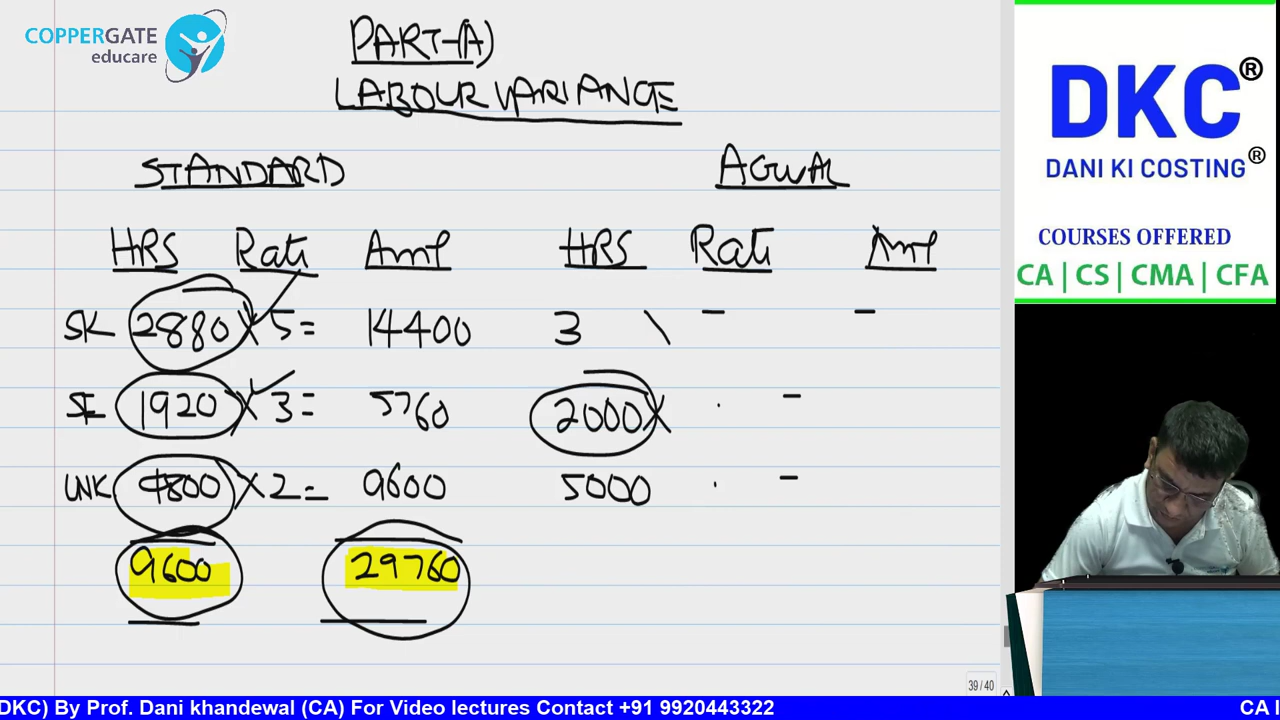 COPPERGATE
educare
PART-(A)
LABOUR VARIANCE
STANDARD
ACTUAL
HRS Rate Amt HRS Rate Amt
SK 2880 X 5 = 14400 3 \ - -
SE 1920 X 3 = 5760 2000 X . -
UNK 4800 X 2 = 9600 5000 . -
9600 29760
39 / 40
DKC®
DANI KI COSTING®
COURSES OFFERED
CA | CS | CMA | CFA
DKC) By Prof. Dani khandewal (CA) For Video lectures Contact +91 9920443322
CA I